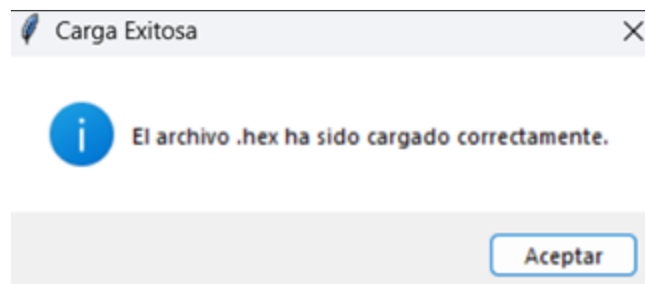 Carga Exitosa
El archivo .hex ha sido cargado correctamente.
Aceptar